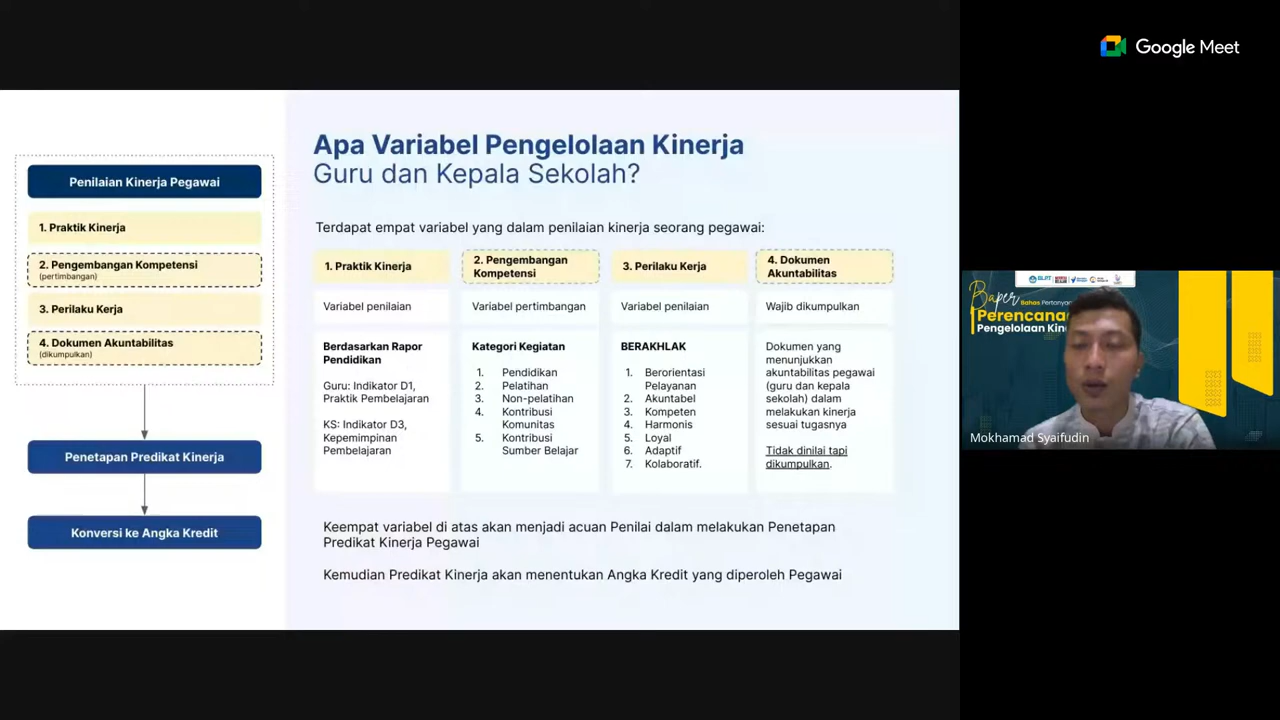 Google Meet
Apa Variabel Pengelolaan Kinerja
Guru dan Kepala Sekolah?
Penilaian Kinerja Pegawai
1. Praktik Kinerja
2. Pengembangan Kompetensi
(pertimbangan)
3. Perilaku Kerja
4. Dokumen Akuntabilitas
(dikumpulkan)
Penetapan Predikat Kinerja
Konversi ke Angka Kredit
Terdapat empat variabel yang dalam penilaian kinerja seorang pegawai:
1. Praktik Kinerja
Variabel penilaian
Berdasarkan Rapor
Pendidikan
Guru: Indikator D1,
Praktik Pembelajaran
KS: Indikator D3,
Kepemimpinan
Pembelajaran
2. Pengembangan
Kompetensi
Variabel pertimbangan
Kategori Kegiatan
1. Pendidikan
2. Pelatihan
3. Non-pelatihan
4. Kontribusi
Komunitas
5. Kontribusi
Sumber Belajar
3. Perilaku Kerja
Variabel penilaian
BERAKHLAK
1. Berorientasi
Pelayanan
2. Akuntabel
3. Kompeten
4. Harmonis
5. Loyal
6. Adaptif
7. Kolaboratif.
4. Dokumen
Akuntabilitas
Wajib dikumpulkan
Dokumen yang
menunjukkan
akuntabilitas pegawai
(guru dan kepala
sekolah) dalam
melakukan kinerja
sesuai tugasnya
Tidak dinilai tapi
dikumpulkan.
Keempat variabel di atas akan menjadi acuan Penilai dalam melakukan Penetapan
Predikat Kinerja Pegawai
Kemudian Predikat Kinerja akan menentukan Angka Kredit yang diperoleh Pegawai
Baper
Bahas Pertanyaa
Perencana
Pengelolaan Kin
Mokhamad Syaifudin